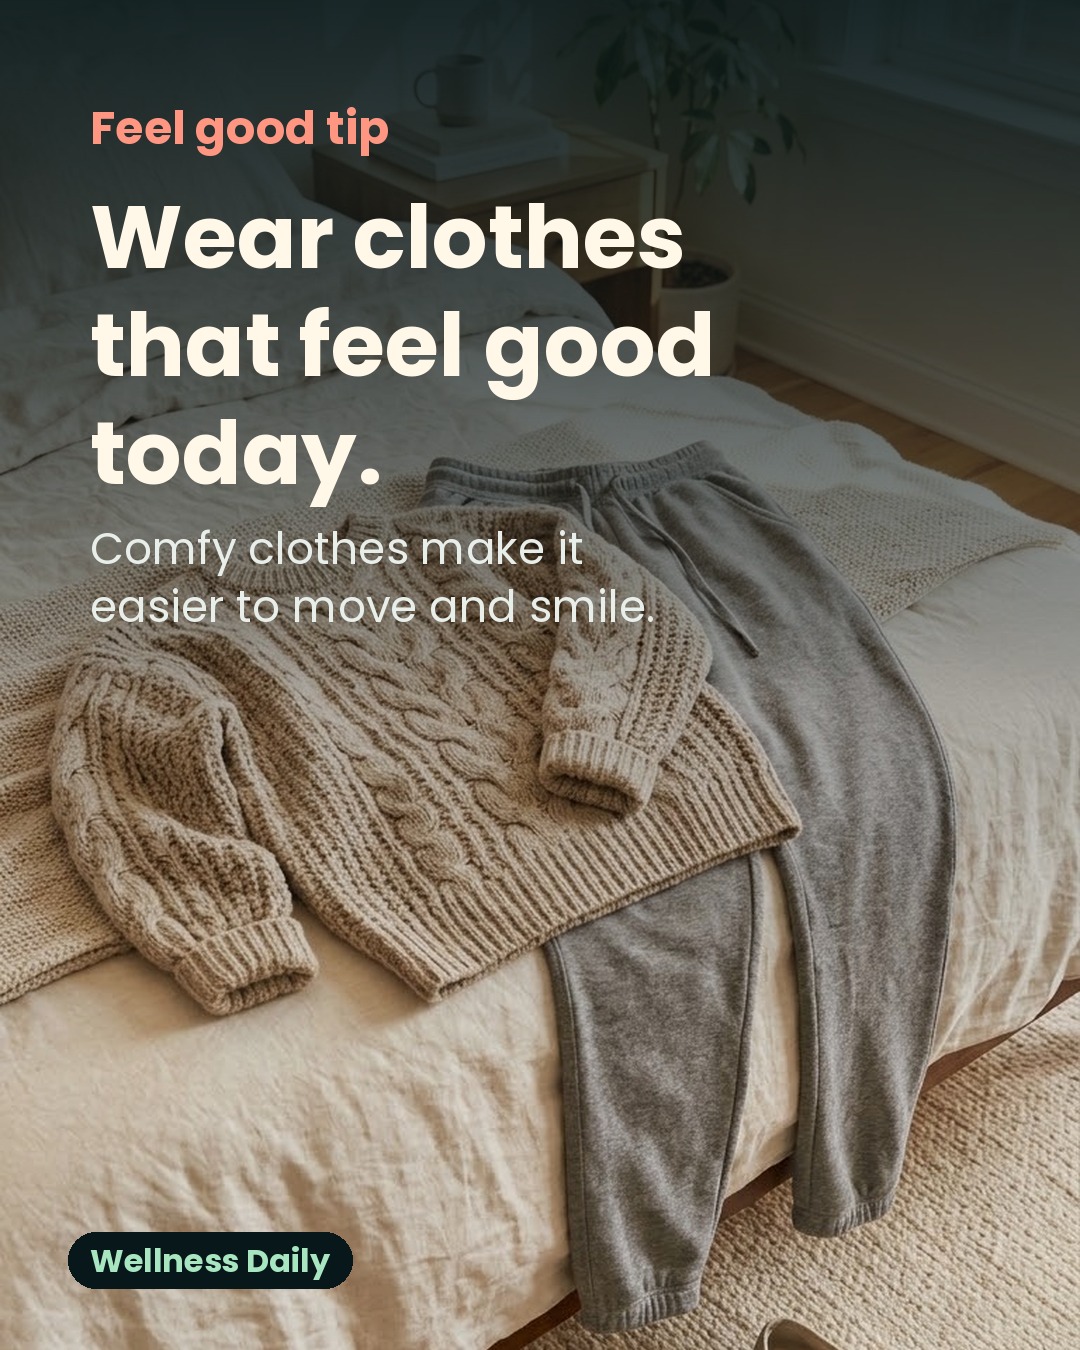 Feel good tip
Wear clothes
that feel good
today.
Comfy clothes make it
easier to move and smile.
Wellness Daily